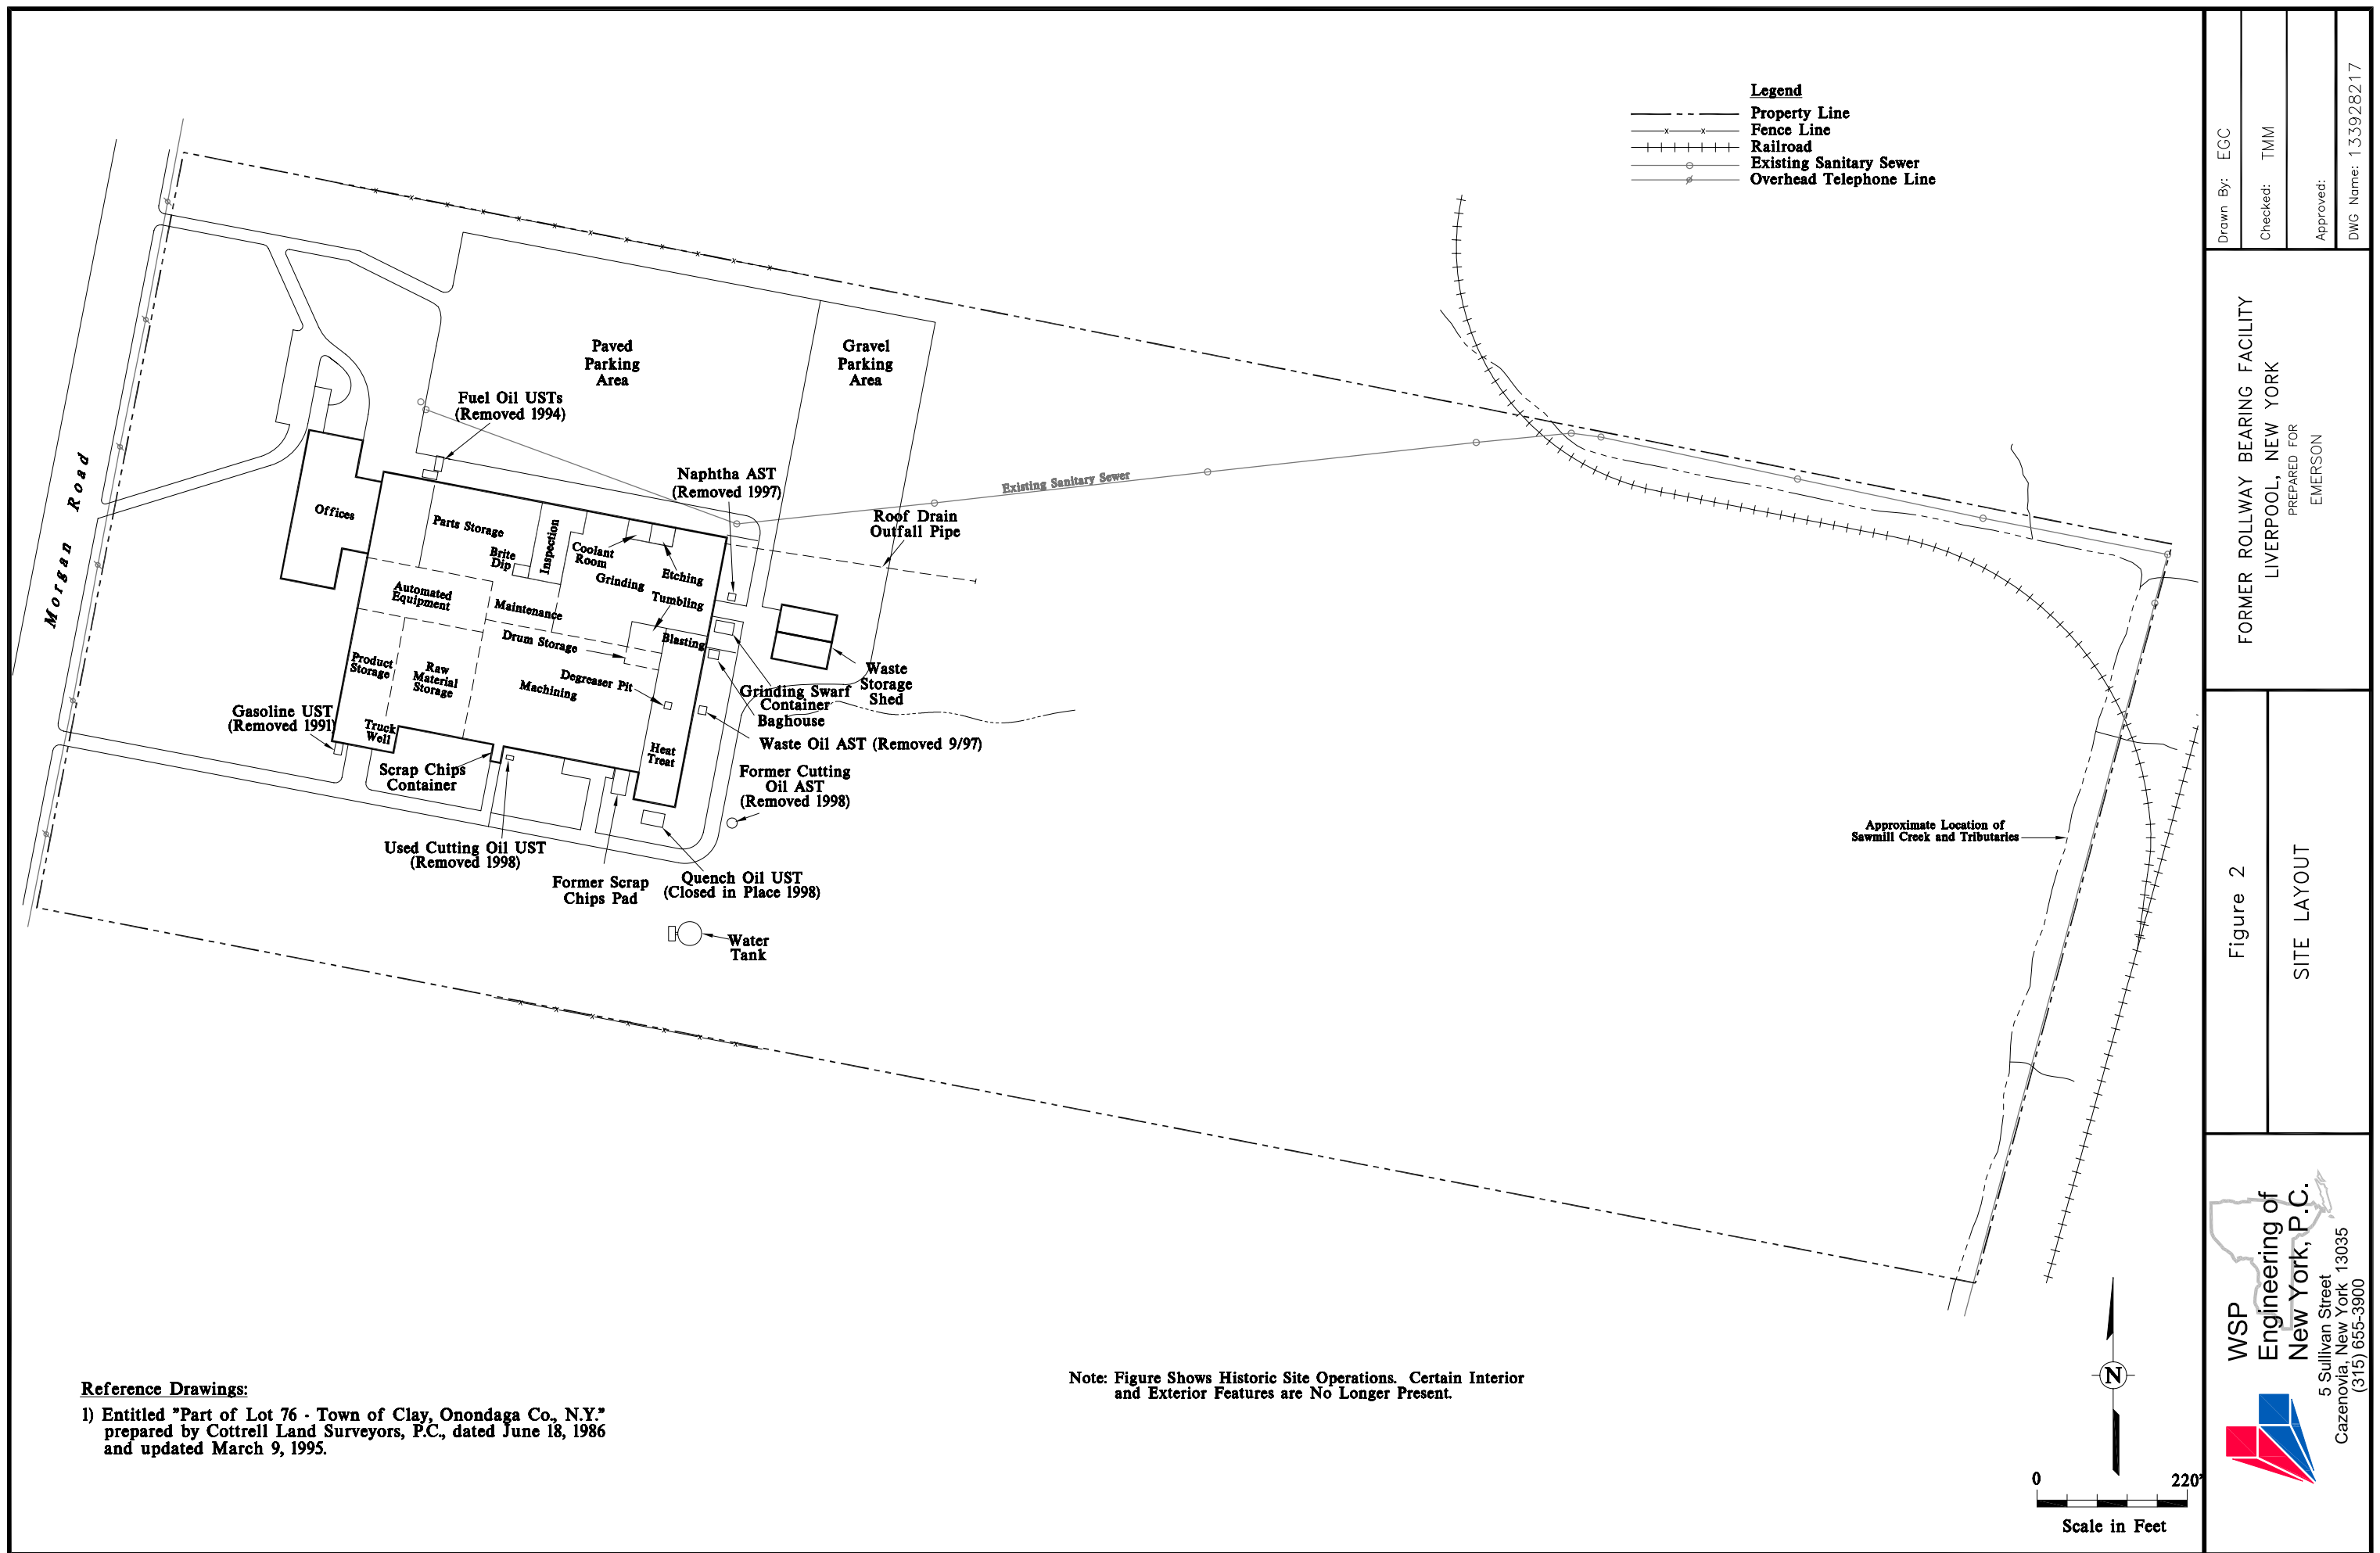 Legend
Property Line
Fence Line
Railroad
Existing Sanitary Sewer
Overhead Telephone Line
Morgan Road
Paved
Parking
Area
Gravel
Parking
Area
Fuel Oil USTs
(Removed 1994)
Naphtha AST
(Removed 1997)
Existing Sanitary Sewer
Roof Drain
Outfall Pipe
Offices
Parts Storage
Brite
Dip
Inspection
Coolant
Room
Etching
Grinding
Tumbling
Automated
Equipment
Maintenance
Drum Storage
Blasting
Product
Storage
Raw
Material
Storage
Degreaser Pit
Machining
Waste
Storage
Shed
Grinding Swarf
Container
Baghouse
Gasoline UST
(Removed 1991)
Truck
Well
Heat
Treat
Waste Oil AST (Removed 9/97)
Scrap Chips
Container
Former Cutting
Oil AST
(Removed 1998)
Used Cutting Oil UST
(Removed 1998)
Former Scrap
Chips Pad
Quench Oil UST
(Closed in Place 1998)
Water
Tank
Approximate Location of
Sawmill Creek and Tributaries
Reference Drawings:
1) Entitled "Part of Lot 76 - Town of Clay, Onondaga Co., N.Y."
prepared by Cottrell Land Surveyors, P.C., dated June 18, 1986
and updated March 9, 1995.
Note: Figure Shows Historic Site Operations. Certain Interior
and Exterior Features are No Longer Present.
N
0 220'
Scale in Feet
Drawn By: EGC
Checked: TMM
Approved:
DWG Name: 133928217
FORMER ROLLWAY BEARING FACILITY
LIVERPOOL, NEW YORK
PREPARED FOR
EMERSON
Figure 2
SITE LAYOUT
WSP
Engineering of
New York, P.C.
5 Sullivan Street
Cazenovia, New York 13035
(315) 655-3900